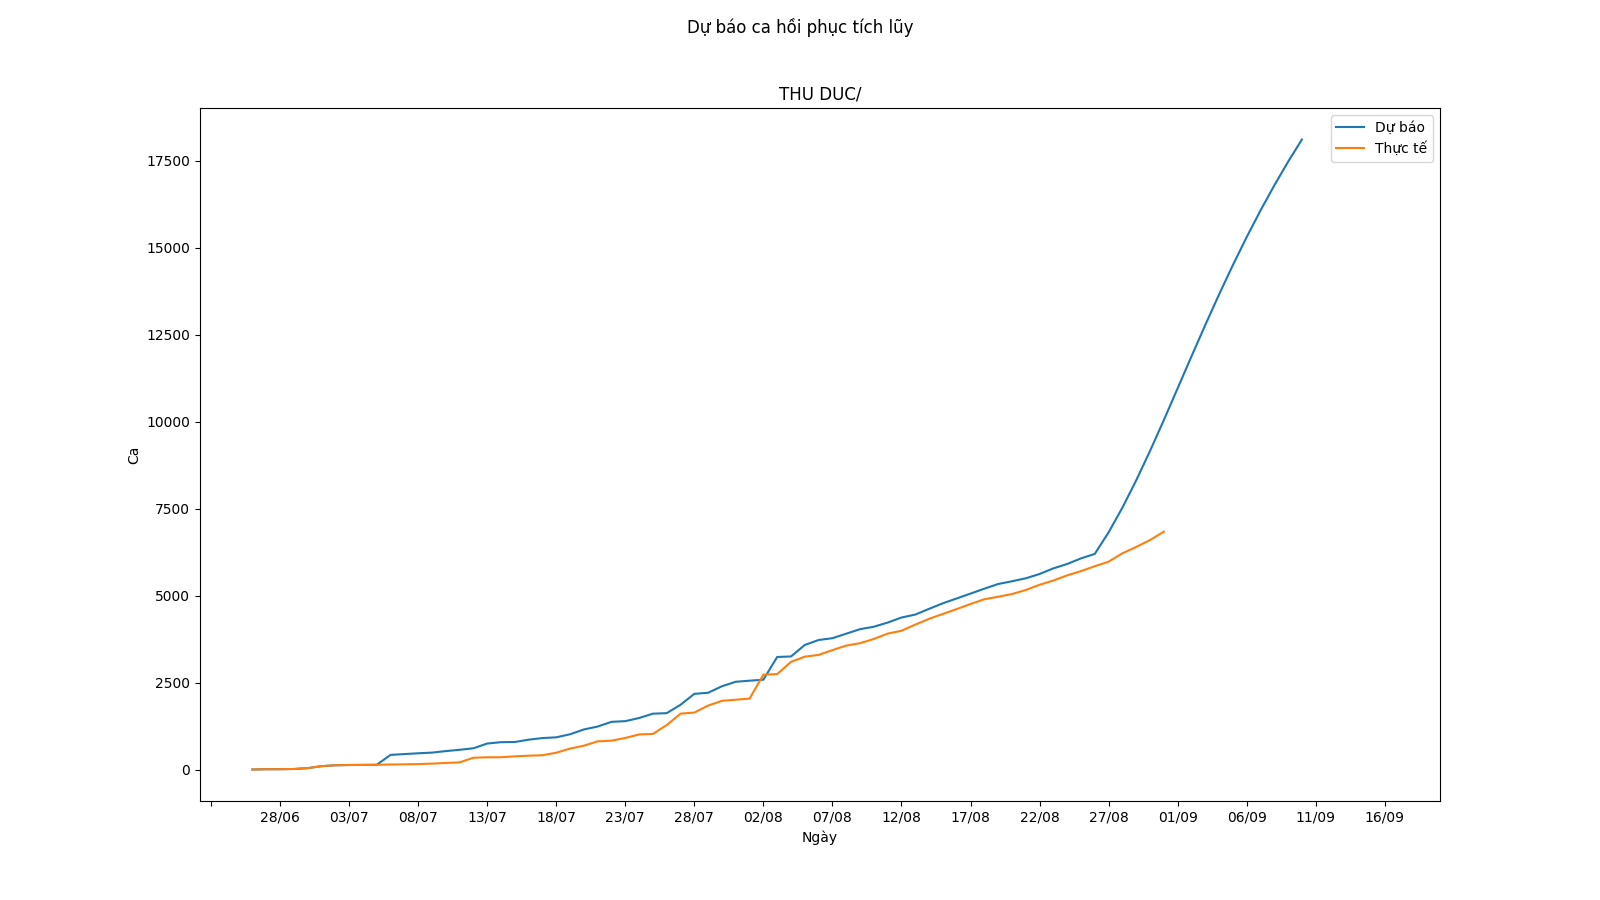 Dự báo ca hồi phục tích lũy
THU DUC/
Dự báo
Thực tế
17500
15000
12500
10000
7500
5000
2500
0
Ca
28/06 03/07 08/07 13/07 18/07 23/07 28/07 02/08 07/08 12/08 17/08 22/08 27/08 01/09 06/09 11/09 16/09
Ngày